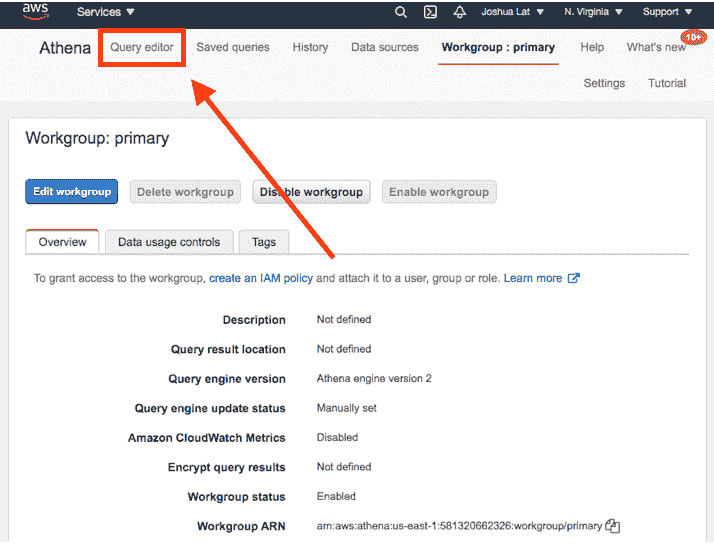 aws Services Joshua Lat N. Virginia Support
Athena Query editor Saved queries History Data sources Workgroup : primary Help What's new 10+
Settings Tutorial
Workgroup: primary
Edit workgroup Delete workgroup Disable workgroup Enable workgroup
Overview Data usage controls Tags
To grant access to the workgroup, create an IAM policy and attach it to a user, group or role. Learn more
Description Not defined
Query result location Not defined
Query engine version Athena engine version 2
Query engine update status Manually set
Amazon CloudWatch Metrics Disabled
Encrypt query results Not defined
Workgroup status Enabled
Workgroup ARN arn:aws:athena:us-east-1:581320662326:workgroup/primary